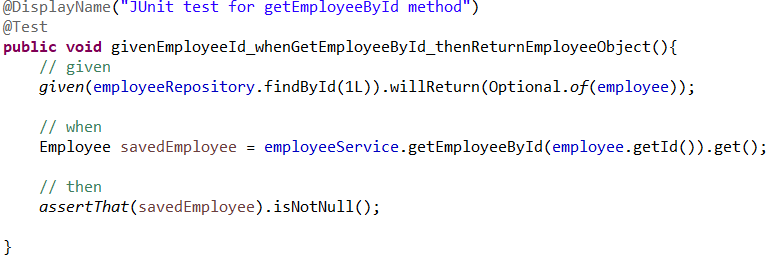 @DisplayName("JUnit test for getEmployeeById method")
@Test
public void givenEmployeeId_whenGetEmployeeById_thenReturnEmployeeObject(){
// given
given(employeeRepository.findById(1L)).willReturn(Optional.of(employee));
// when
Employee savedEmployee = employeeService.getEmployeeById(employee.getId()).get();
// then
assertThat(savedEmployee).isNotNull();
}